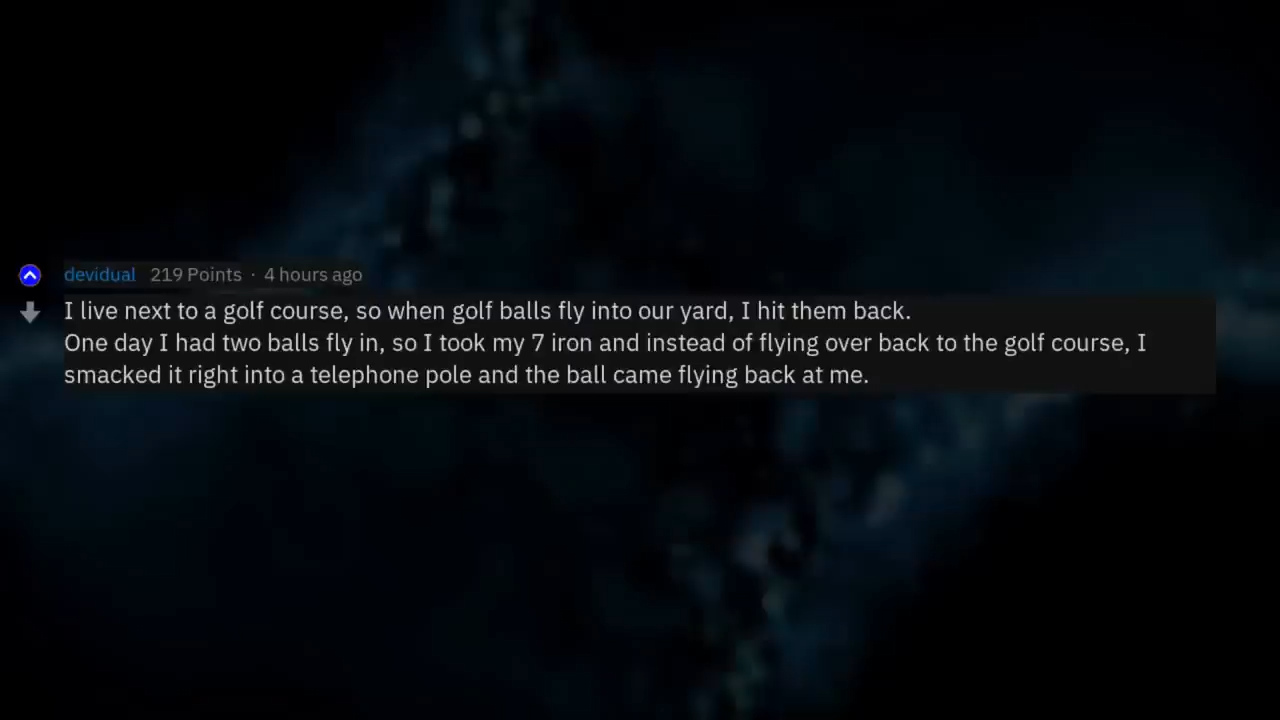 devidual 219 Points · 4 hours ago
I live next to a golf course, so when golf balls fly into our yard, I hit them back.
One day I had two balls fly in, so I took my 7 iron and instead of flying over back to the golf course, I
smacked it right into a telephone pole and the ball came flying back at me.